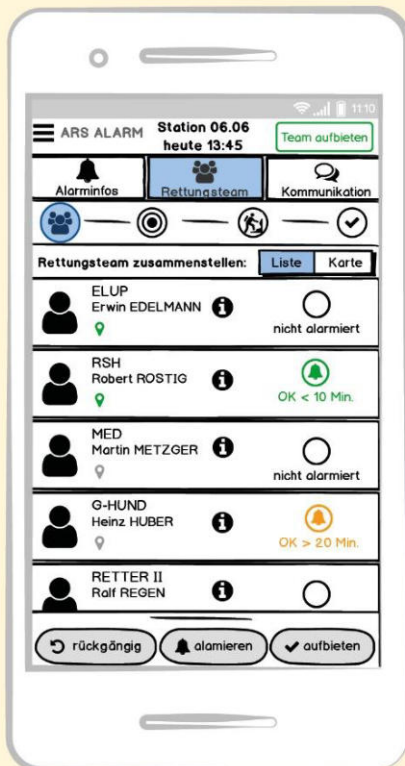 11:10
ARS ALARM
Station 06.06
heute 13:45
Team aufbieten
Alarminfos
Rettungsteam
Kommunikation
Rettungsteam zusammenstellen:
Liste
Karte
ELUP
Erwin EDELMANN
nicht alarmiert
RSH
Robert ROSTIG
OK < 10 Min.
MED
Martin METZGER
nicht alarmiert
G-HUND
Heinz HUBER
OK > 20 Min.
RETTER II
Ralf REGEN
rückgängig
alamieren
aufbieten